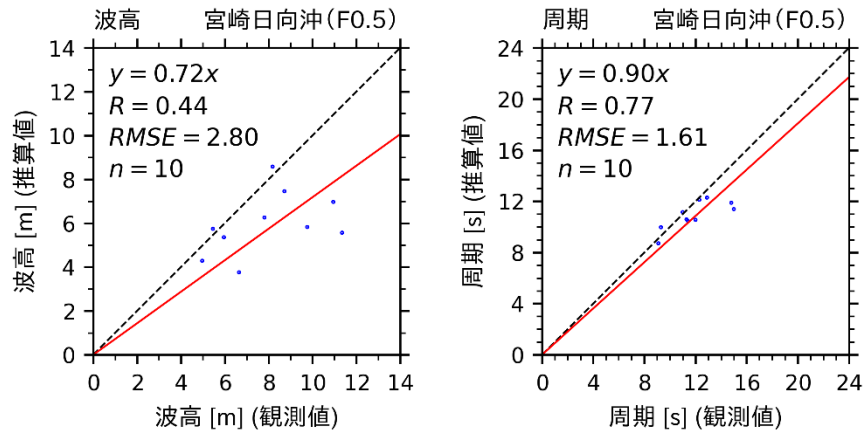 波高 宮崎日向沖（F0.5）
y = 0.72x
R = 0.44
RMSE = 2.80
n = 10
波高 [m] (推算値)
14
12
10
8
6
4
2
0
0 2 4 6 8 10 12 14
波高 [m] (観測値)
周期 宮崎日向沖（F0.5）
y = 0.90x
R = 0.77
RMSE = 1.61
n = 10
周期 [s] (推算値)
24
20
16
12
8
4
0
0 4 8 12 16 20 24
周期 [s] (観測値)